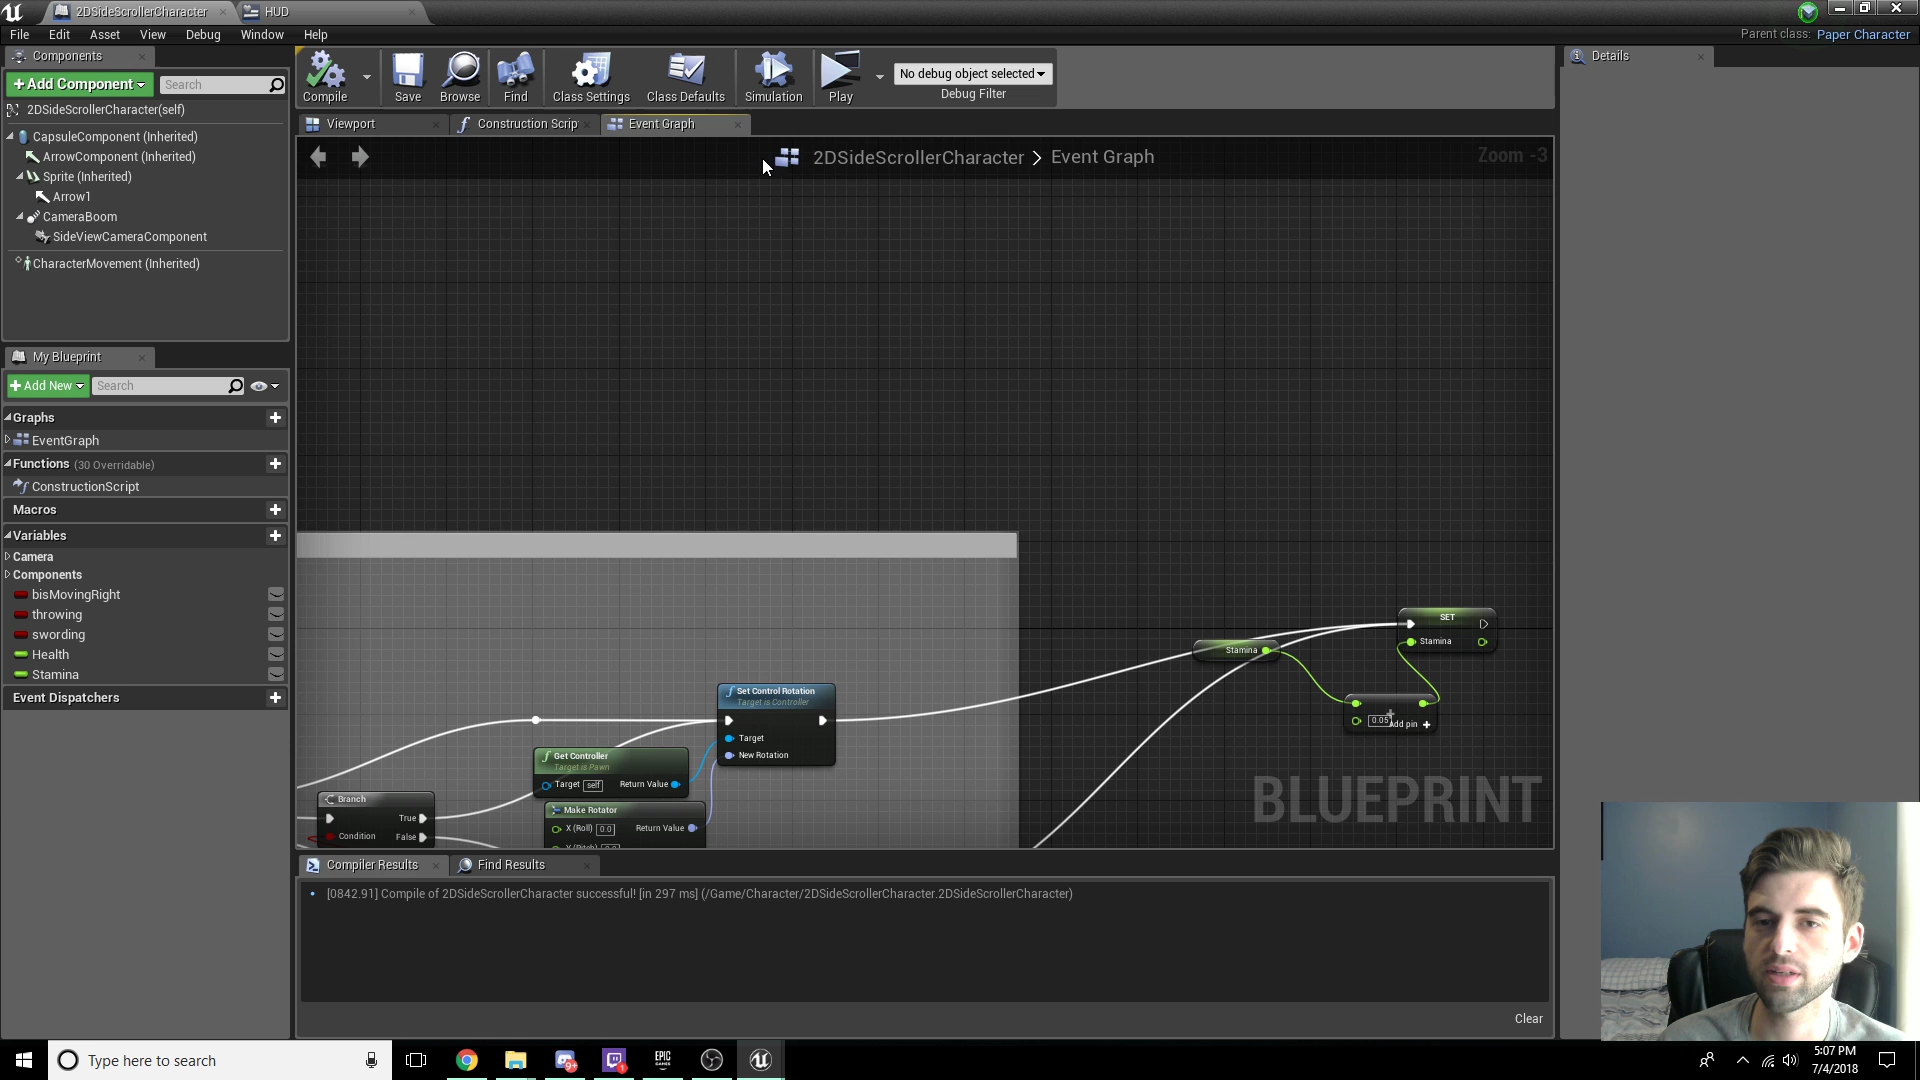 2DSideScrollerCharacter
HUD
File Edit Asset View Debug Window Help
Parent class: Paper Character
Components
+Add Component
Search
2DSideScrollerCharacter(self)
CapsuleComponent (Inherited)
ArrowComponent (Inherited)
Sprite (Inherited)
Arrow1
CameraBoom
SideViewCameraComponent
CharacterMovement (Inherited)
My Blueprint
+Add New
Search
Graphs
EventGraph
Functions (30 Overridable)
ConstructionScript
Macros
Variables
Camera
Components
bisMovingRight
throwing
swording
Health
Stamina
Event Dispatchers
Compile
Save
Browse
Find
Class Settings
Class Defaults
Simulation
Play
No debug object selected
Debug Filter
Viewport
Construction Scrip
Event Graph
2DSideScrollerCharacter > Event Graph
Zoom -3
SET
Stamina
Stamina
0.05
Add pin +
Set Control Rotation
Target is Controller
Target
New Rotation
Get Controller
Target is Pawn
Target self
Return Value
Make Rotator
X (Roll) 0.0
Return Value
Y (Pitch) 0.0
Branch
True
Condition
False
BLUEPRINT
Compiler Results
Find Results
[0842.91] Compile of 2DSideScrollerCharacter successful! [in 297 ms] (/Game/Character/2DSideScrollerCharacter.2DSideScrollerCharacter)
Clear
Details
Type here to search
EPIC
GAMES
5:07 PM
7/4/2018